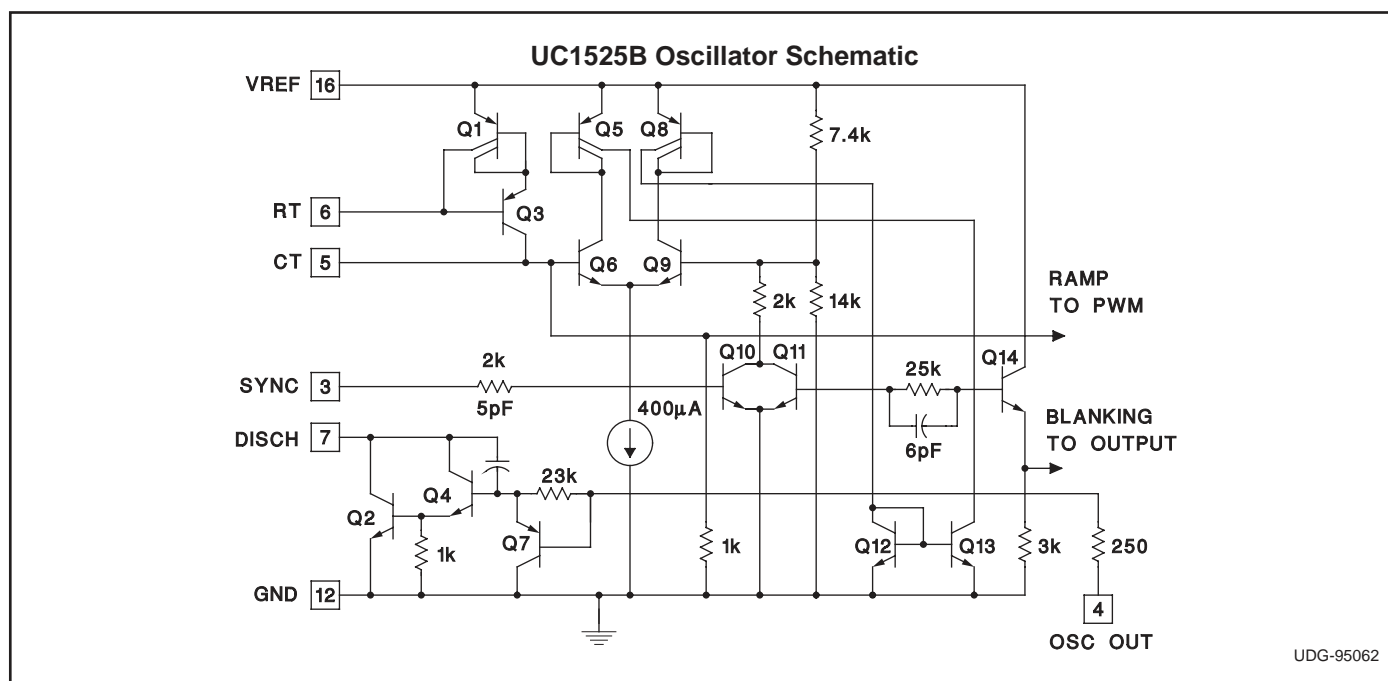 UC1525B Oscillator Schematic
VREF 16
Q1
Q5
Q8
7.4k
RT 6
Q3
CT 5
Q6
Q9
2k
14k
RAMP
TO PWM
Q10
Q11
Q14
2k
25k
SYNC 3
5pF
400µA
6pF
BLANKING
TO OUTPUT
DISCH 7
23k
Q4
Q2
1k
Q7
1k
Q12
Q13
3k
250
GND 12
4
OSC OUT
UDG-95062